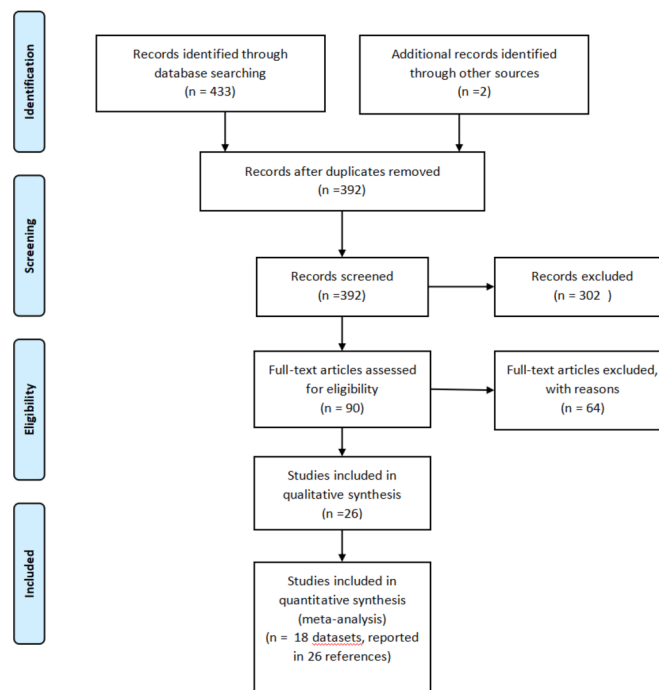 Identification
Records identified through
database searching
(n = 433)
Additional records identified
through other sources
(n =2)
Records after duplicates removed
(n =392)
Screening
Records screened
(n =392)
Records excluded
(n = 302  )
Eligibility
Full-text articles assessed
for eligibility
(n = 90)
Full-text articles excluded,
with reasons
(n = 64)
Studies included in
qualitative synthesis
(n =26)
Included
Studies included in
quantitative synthesis
(meta-analysis)
(n =  18 datasets, reported
in 26 references)